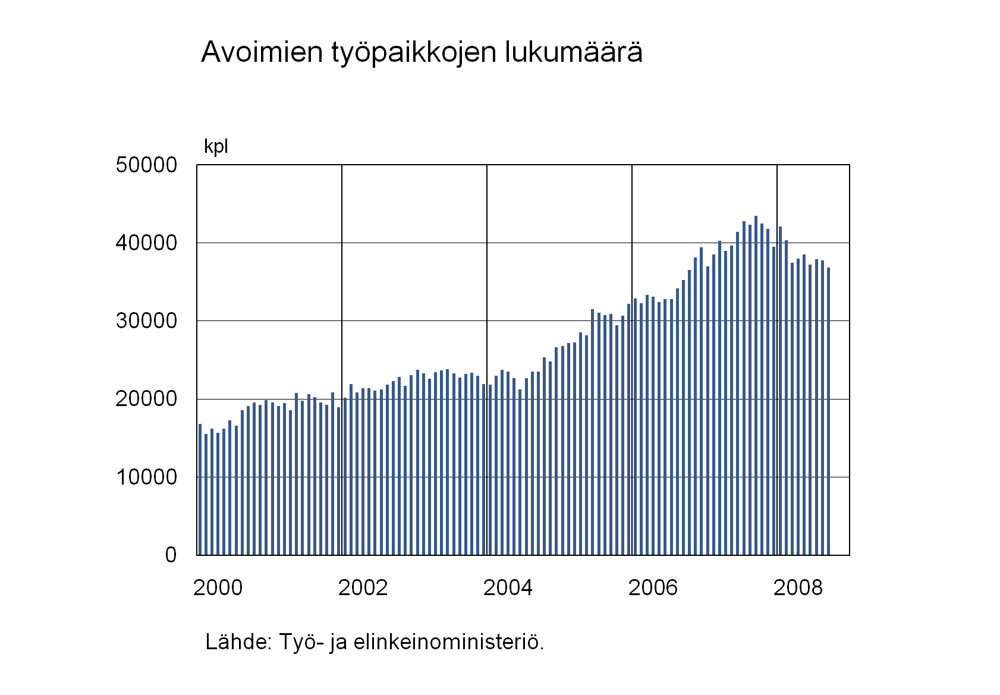 Avoimien työpaikkojen lukumäärä
kpl
50000
40000
30000
20000
10000
0
2000 2002 2004 2006 2008
Lähde: Työ- ja elinkeinoministeriö.